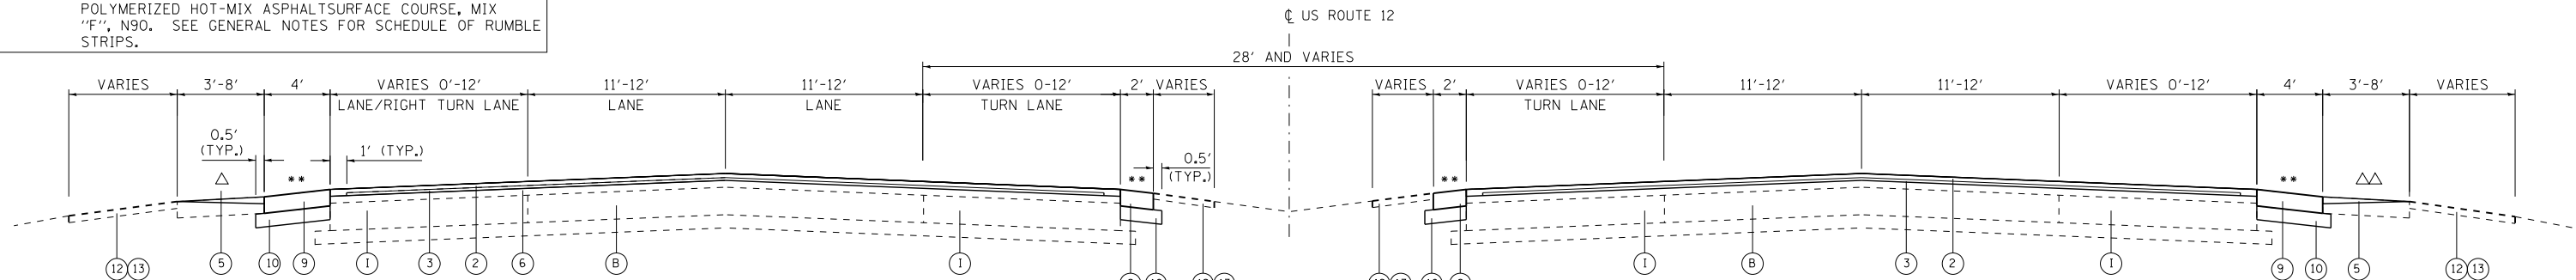 POLYMERIZED HOT-MIX ASPHALTSURFACE COURSE, MIX
"F", N90. SEE GENERAL NOTES FOR SCHEDULE OF RUMBLE
STRIPS.
℄ US ROUTE 12
28' AND VARIES
VARIES 3'-8' 4' VARIES 0'-12' 11'-12' 11'-12' VARIES 0-12' 2' VARIES VARIES 2' VARIES 0-12' 11'-12' 11'-12' VARIES 0'-12' 4' 3'-8' VARIES
LANE/RIGHT TURN LANE LANE LANE TURN LANE TURN LANE
0.5'
(TYP.)
1' (TYP.)
0.5'
(TYP.)
△ ** ** ** ** △△
12 13 5 10 9 I 3 2 6 B I I B 3 2 I 9 10 5 12 13